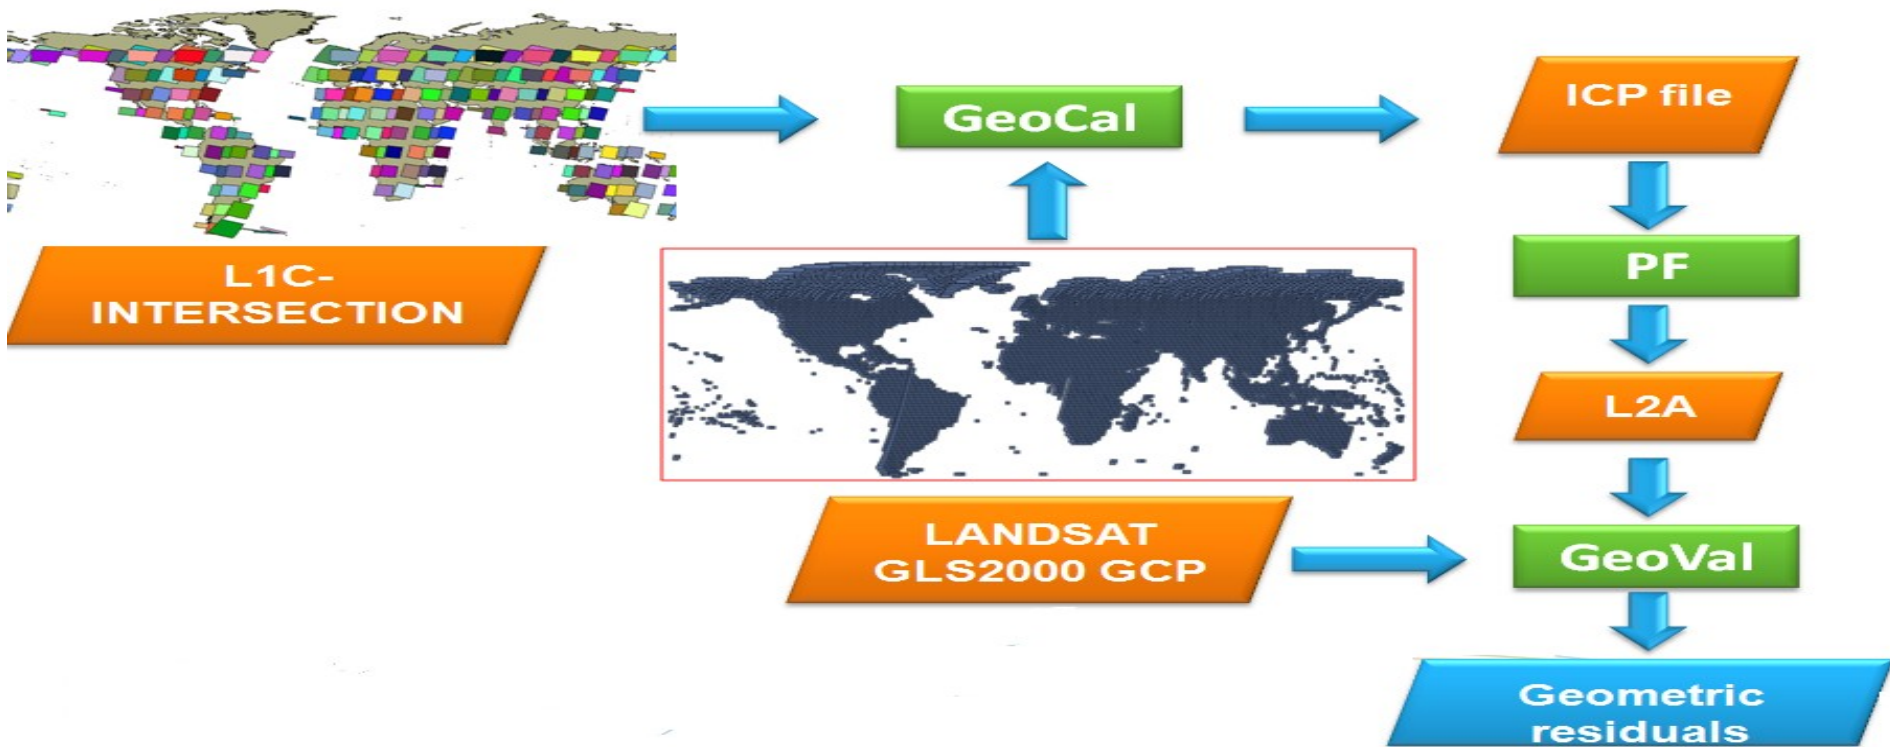 GeoCal
ICP file
L1C-
INTERSECTION
PF
L2A
LANDSAT
GLS2000 GCP
GeoVal
Geometric
residuals